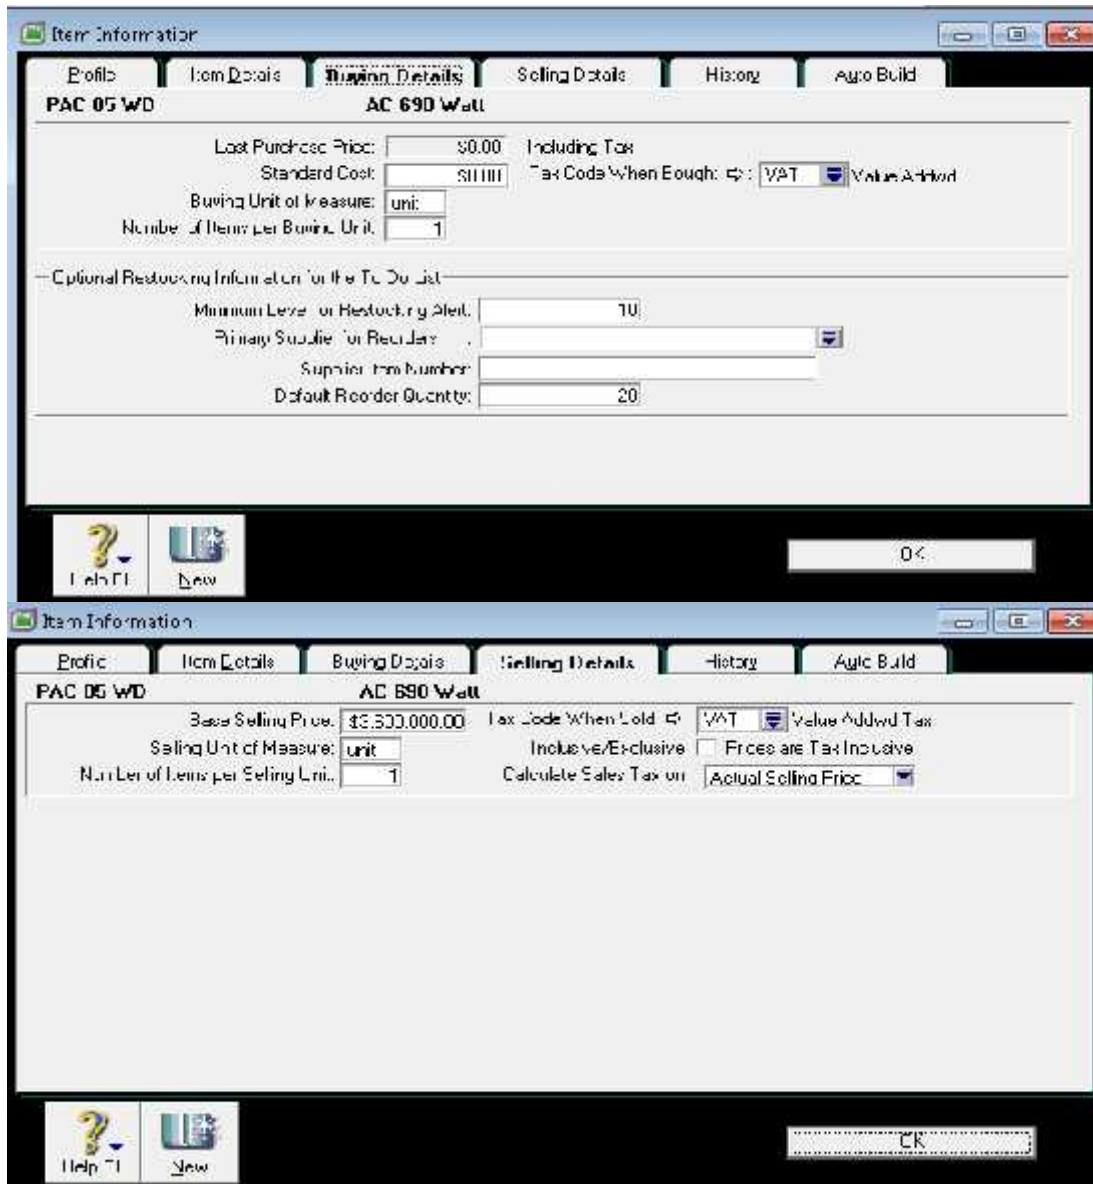 Item Information
Profile Item Details Buying Details Selling Details History Auto Build
PAC 05 WD AC 690 Watt
Last Purchase Price: $0.00 Including Tax
Standard Cost: $0.00 Tax Code When Bought: VAT Value Addwd
Buying Unit of Measure: unit
Number of Items per Buying Unit: 1
Optional Restocking Information for the To Do List
Minimum Level for Restocking Alert: 10
Primary Supplier for Reorders :
Supplier Item Number:
Default Reorder Quantity: 20
Help F1 New OK
Item Information
Profile Item Details Buying Details Selling Details History Auto Build
PAC 05 WD AC 690 Watt
Base Selling Price: Tax Code When Sold VAT Value Addwd Tax
Selling Unit of Measure: unit Inclusive/Exclusive Prices are Tax Inclusive
Number of Items per Selling Unit: 1 Calculate Sales Tax on Actual Selling Price
Help F1 New OK